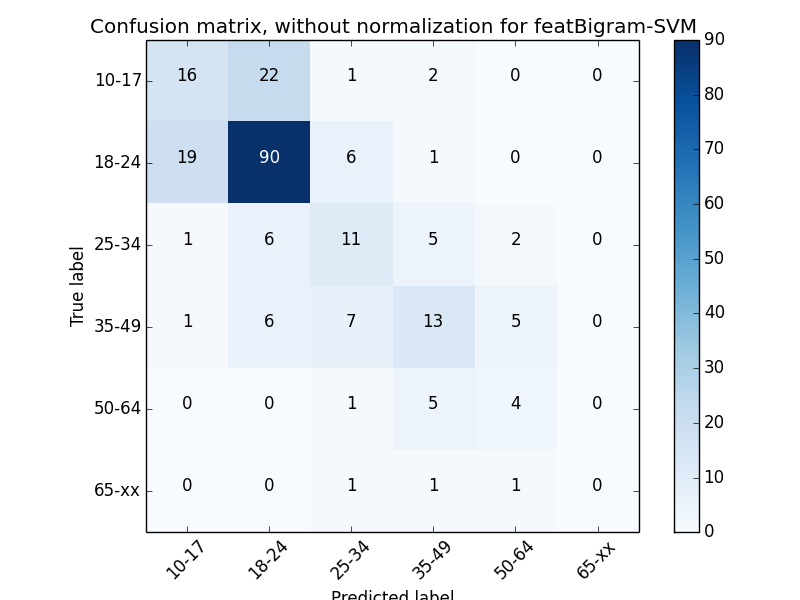 Confusion matrix, without normalization for featBigram-SVM
True label
10-17 16 22 1 2 0 0
18-24 19 90 6 1 0 0
25-34 1 6 11 5 2 0
35-49 1 6 7 13 5 0
50-64 0 0 1 5 4 0
65-xx 0 0 1 1 1 0
10-17 18-24 25-34 35-49 50-64 65-xx
Predicted label
90
80
70
60
50
40
30
20
10
0